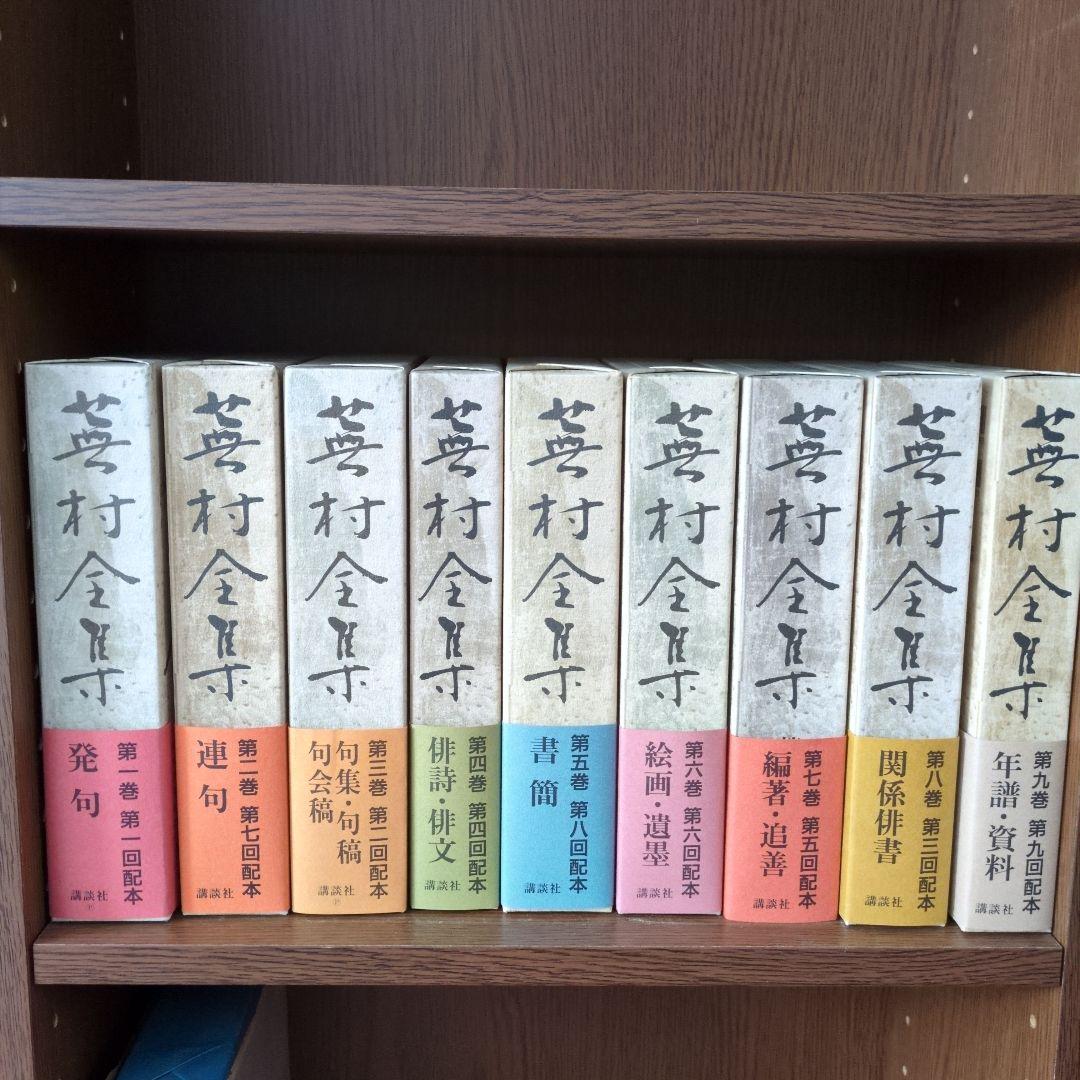 蕪村全集
第一巻 第一回配本
発句
講談社
蕪村全集
第二巻 第七回配本
連句
講談社
蕪村全集
第三巻 第二回配本
句集・句稿
句会稿
講談社
蕪村全集
第四巻 第四回配本
俳詩・俳文
講談社
蕪村全集
第五巻 第八回配本
書簡
講談社
蕪村全集
第六巻 第六回配本
絵画・遺墨
講談社
蕪村全集
第七巻 第五回配本
編著・追善
講談社
蕪村全集
第八巻 第三回配本
関係俳書
講談社
蕪村全集
第九巻 第九回配本
年譜・資料
講談社